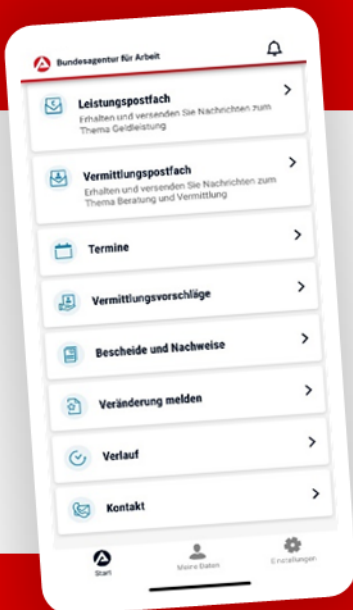 Bundesagentur für Arbeit
Leistungspostfach
Erhalten und versenden Sie Nachrichten zum
Thema Geldleistung
Vermittlungspostfach
Erhalten und versenden Sie Nachrichten zum
Thema Beratung und Vermittlung
Termine
Vermittlungsvorschläge
Bescheide und Nachweise
Veränderung melden
Verlauf
Kontakt
Start
Meine Daten
Einstellungen